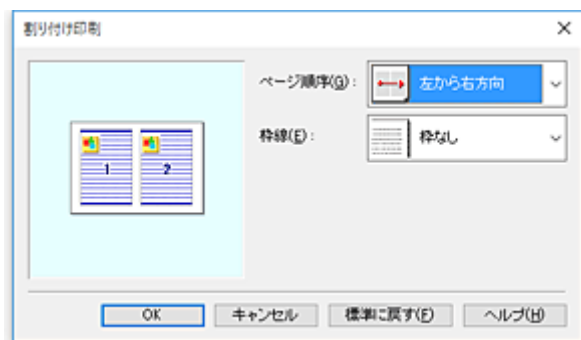 割り付け印刷
ページ順序(G):
左から右方向
枠線(E):
枠なし
1
2
OK
キャンセル
標準に戻す(F)
ヘルプ(H)